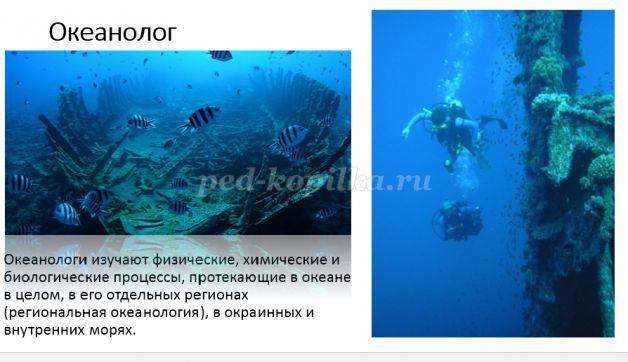 Океанолог
ped-kopilka.ru
Океанологи изучают физические, химические и
биологические процессы, протекающие в океане
в целом, в его отдельных регионах
(региональная океанология), в окраинных и
внутренних морях.